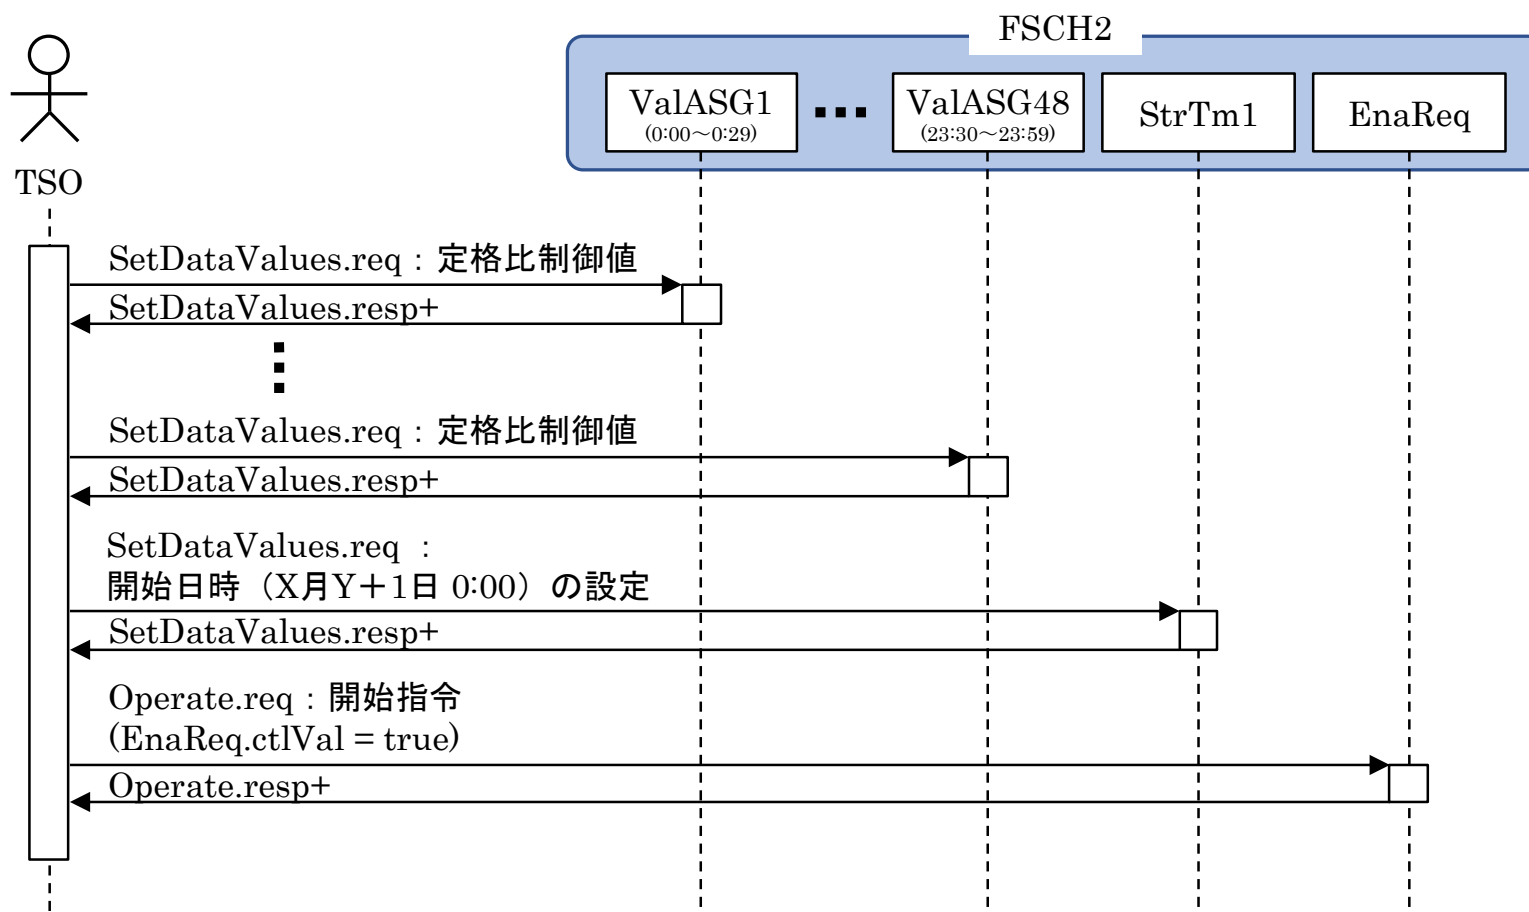 FSCH2
ValASG1
(0:00～0:29)
ValASG48
(23:30～23:59)
StrTm1
EnaReq
TSO
SetDataValues.req：定格比制御値
SetDataValues.resp+
SetDataValues.req：定格比制御値
SetDataValues.resp+
SetDataValues.req ：
開始日時（X月Y＋1日 0:00）の設定
SetDataValues.resp+
Operate.req：開始指令
(EnaReq.ctlVal = true)
Operate.resp+